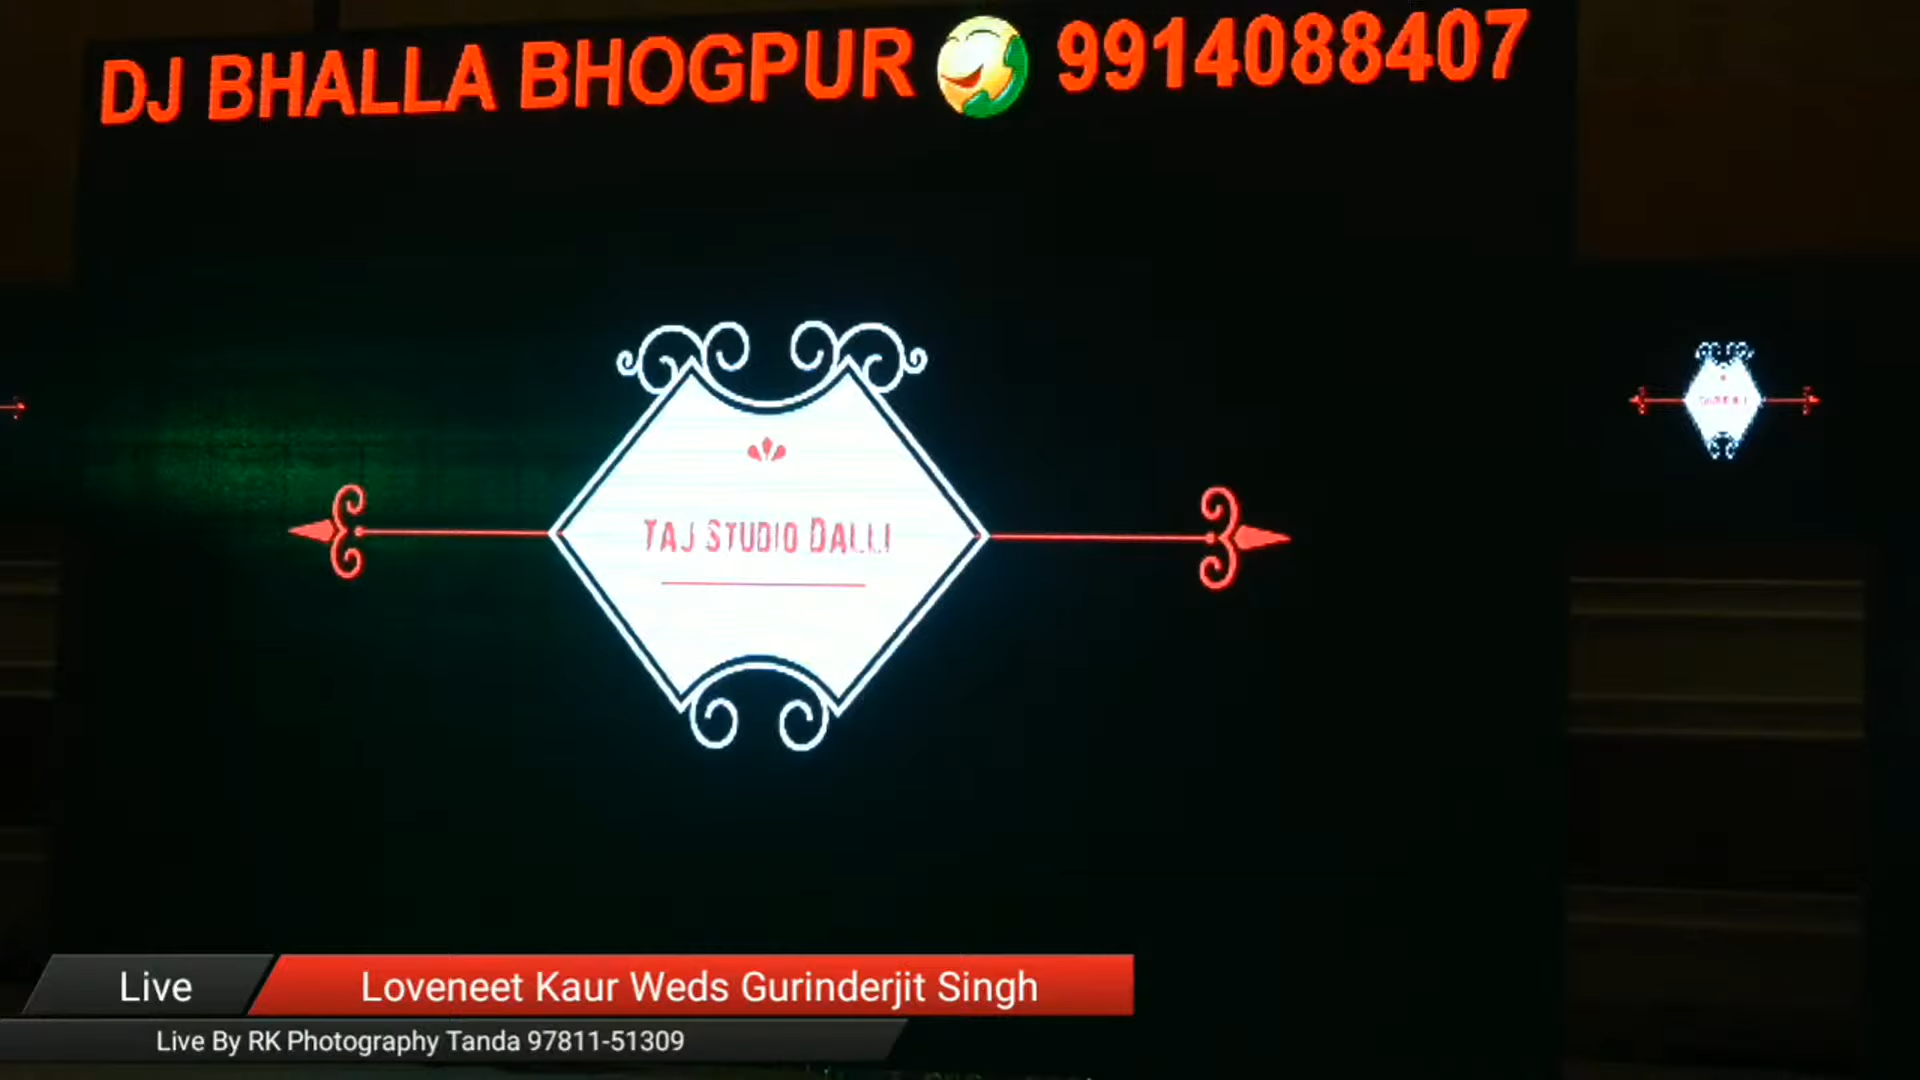 DJ BHALLA BHOGPUR 9914088407
TAJ STUDIO DALLI
Live
Loveneet Kaur Weds Gurinderjit Singh
Live By RK Photography Tanda 97811-51309